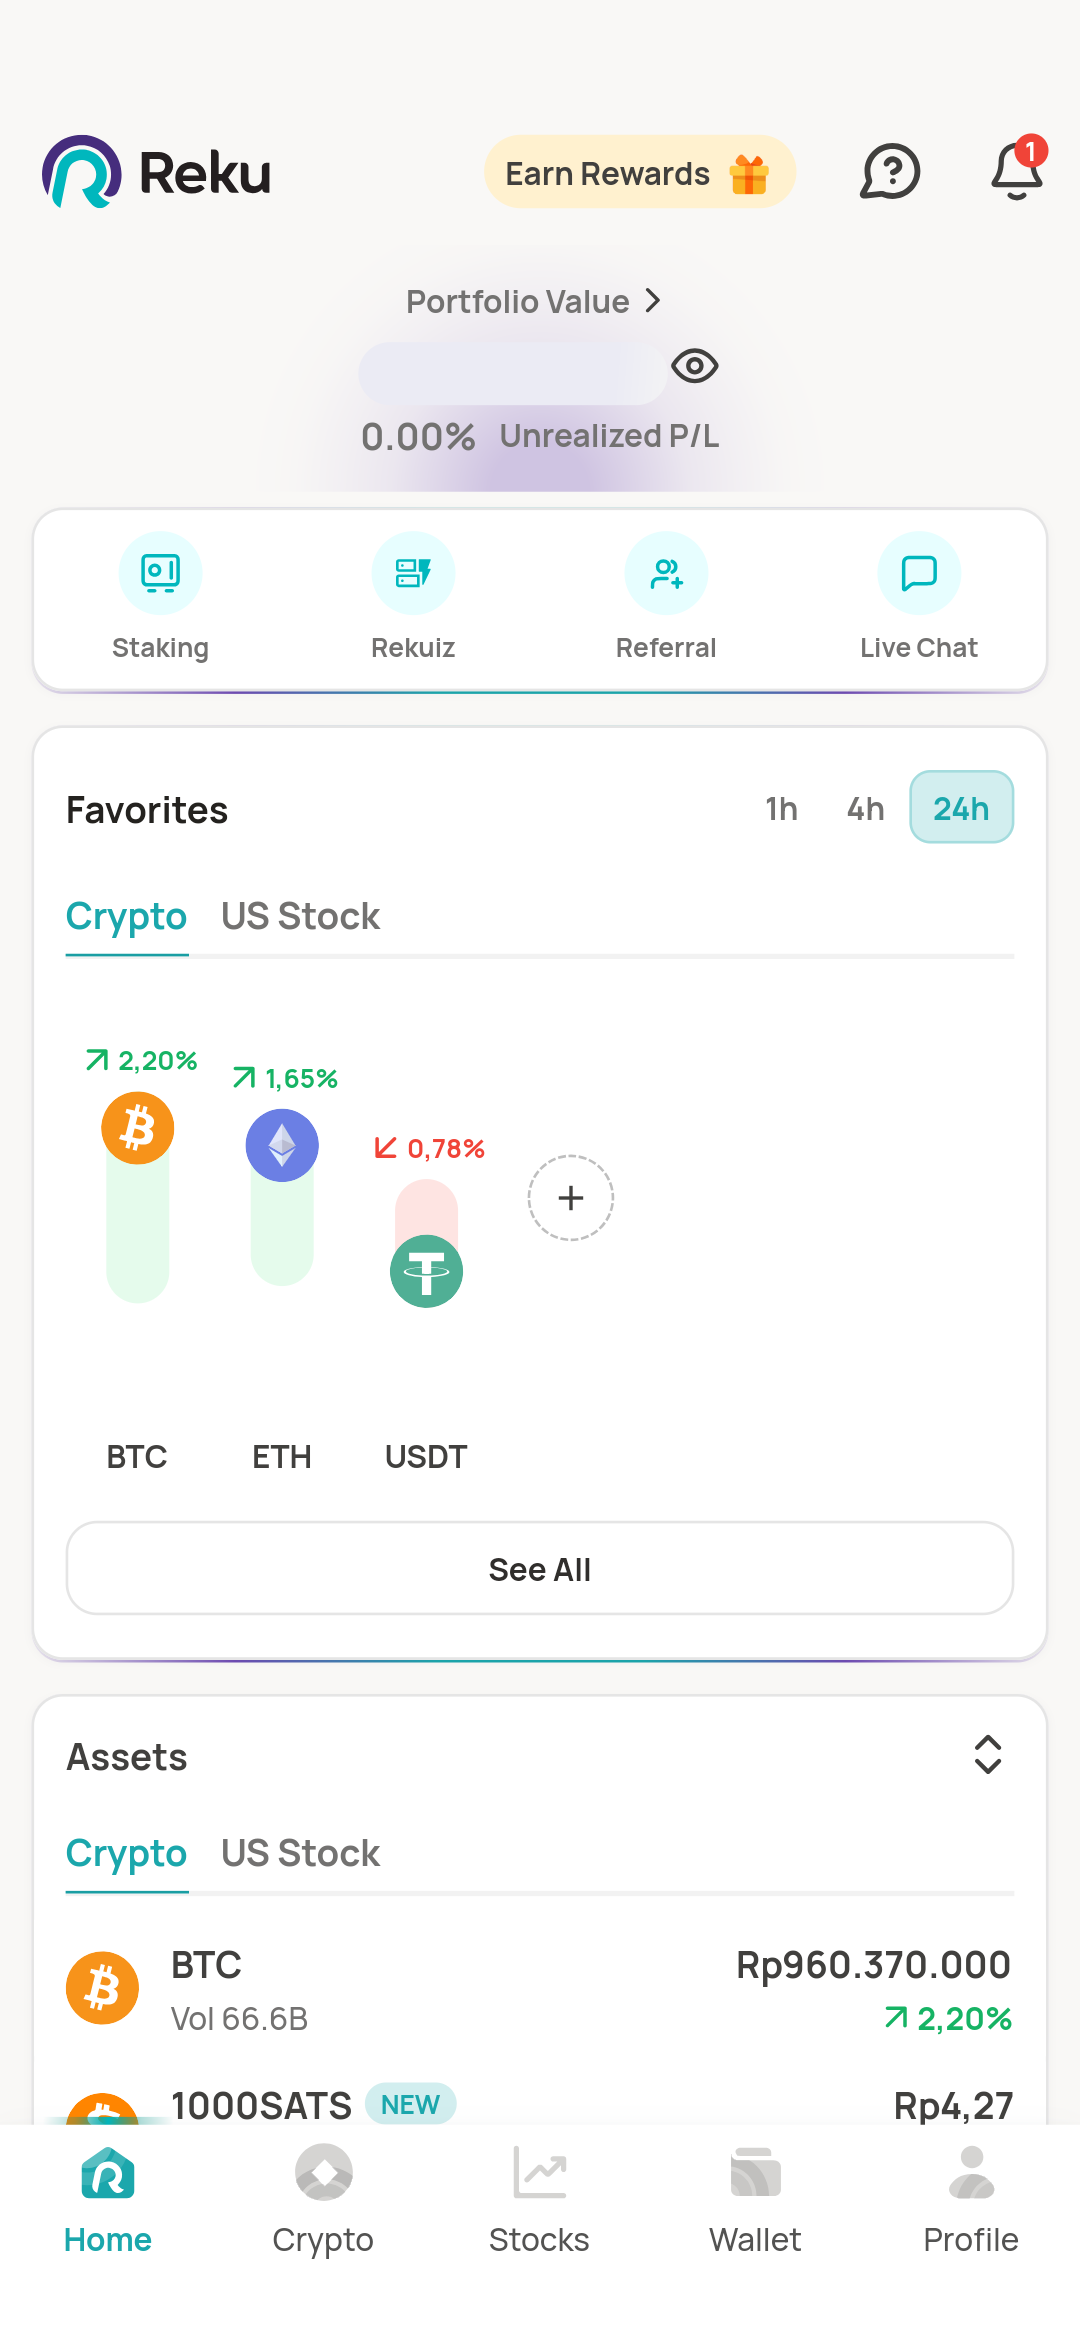 Reku
Earn Rewards
1
Portfolio Value
0.00% Unrealized P/L
Staking
Rekuiz
Referral
Live Chat
Favorites
1h
4h
24h
Crypto
US Stock
2,20%
1,65%
0,78%
BTC
ETH
USDT
See All
Assets
Crypto
US Stock
BTC
Rp960.370.000
Vol 66.6B
2,20%
1000SATS NEW
Rp4,27
Home
Crypto
Stocks
Wallet
Profile